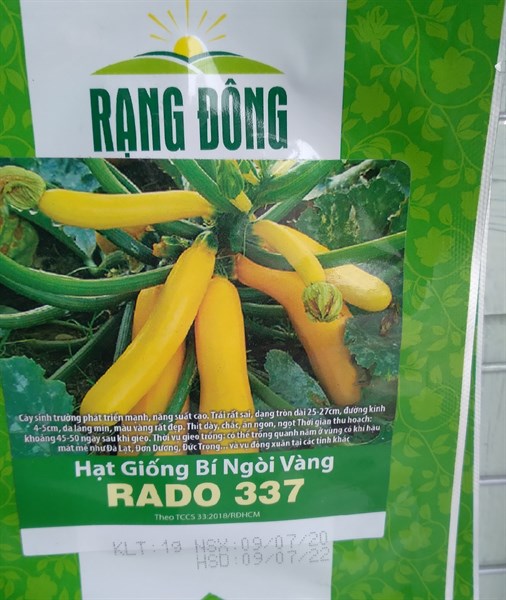 RẠNG ĐÔNG
Cây sinh trưởng phát triển mạnh, năng suất cao. Trái rất sai, dạng tròn dài 25-27cm, đường kính
4-5cm, da láng mịn, màu vàng rất đẹp. Thịt dày, chắc, ăn ngon, ngọt Thời gian thu hoạch:
khoảng 45-50 ngày sau khi gieo. Thời vụ gieo trồng: có thể trồng quanh năm ở vùng có khí hậu
mát mẻ như Đà Lạt, Đơn Dương, Đức Trọng... và vụ đông xuân tại các tỉnh khác
Hạt Giống Bí Ngòi Vàng
RADO 337
Theo TCCS 33:2018/RDHCM
KLT:1g NSX:09/07/20
HSD:09/07/22